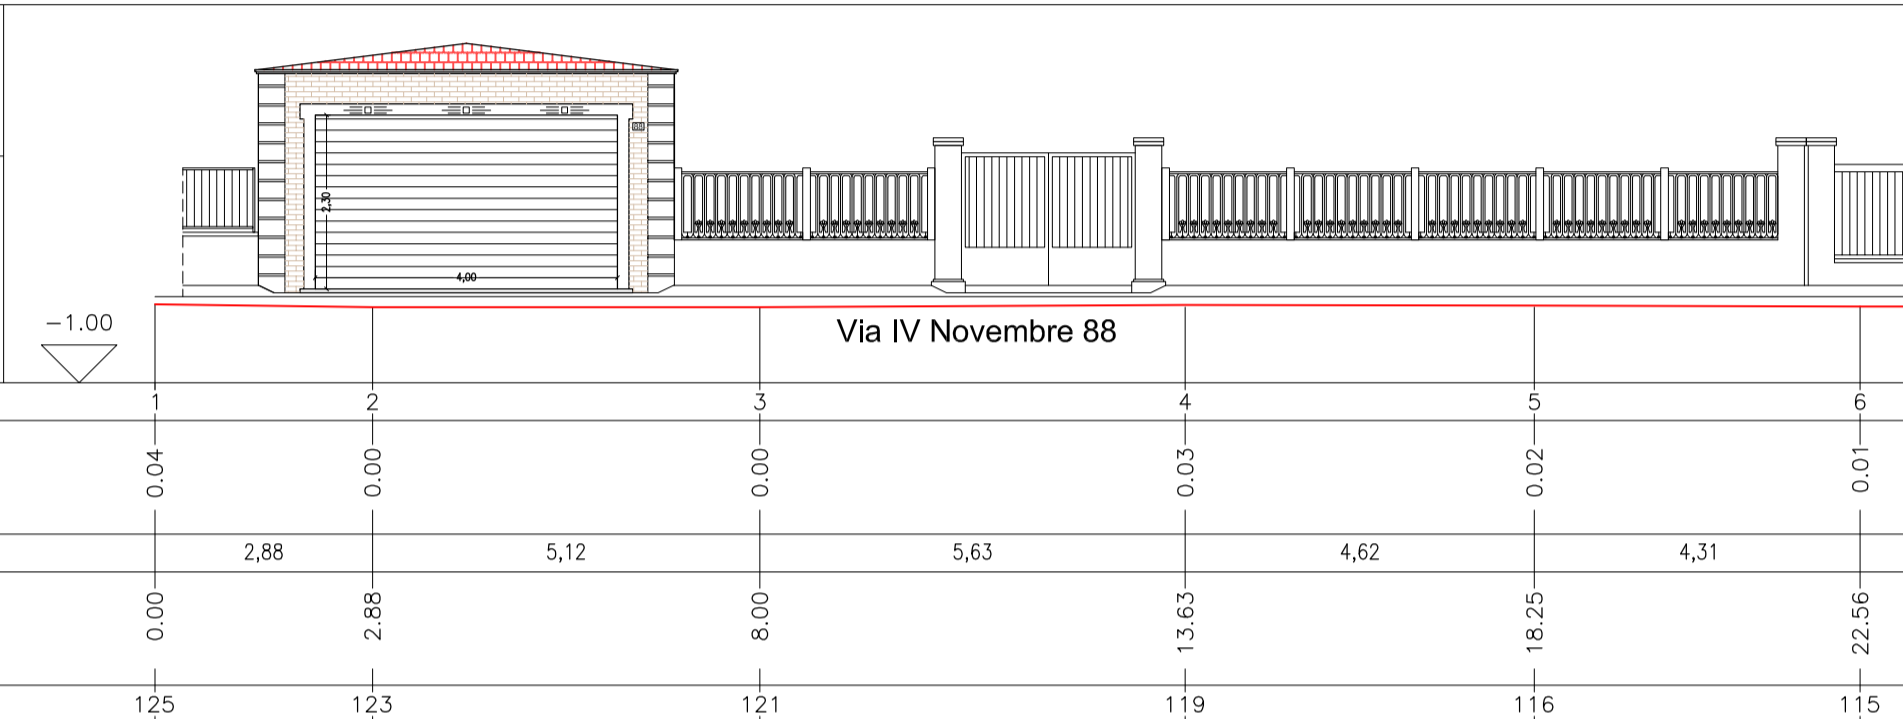 2,30
4,00
Via IV Novembre 88
−1.00
1 2 3 4 5 6
0.04 0.00 0.00 0.03 0.02 0.01
2,88 5,12 5,63 4,62 4,31
0.00 2.88 8.00 13.63 18.25 22.56
125 123 121 119 116 115